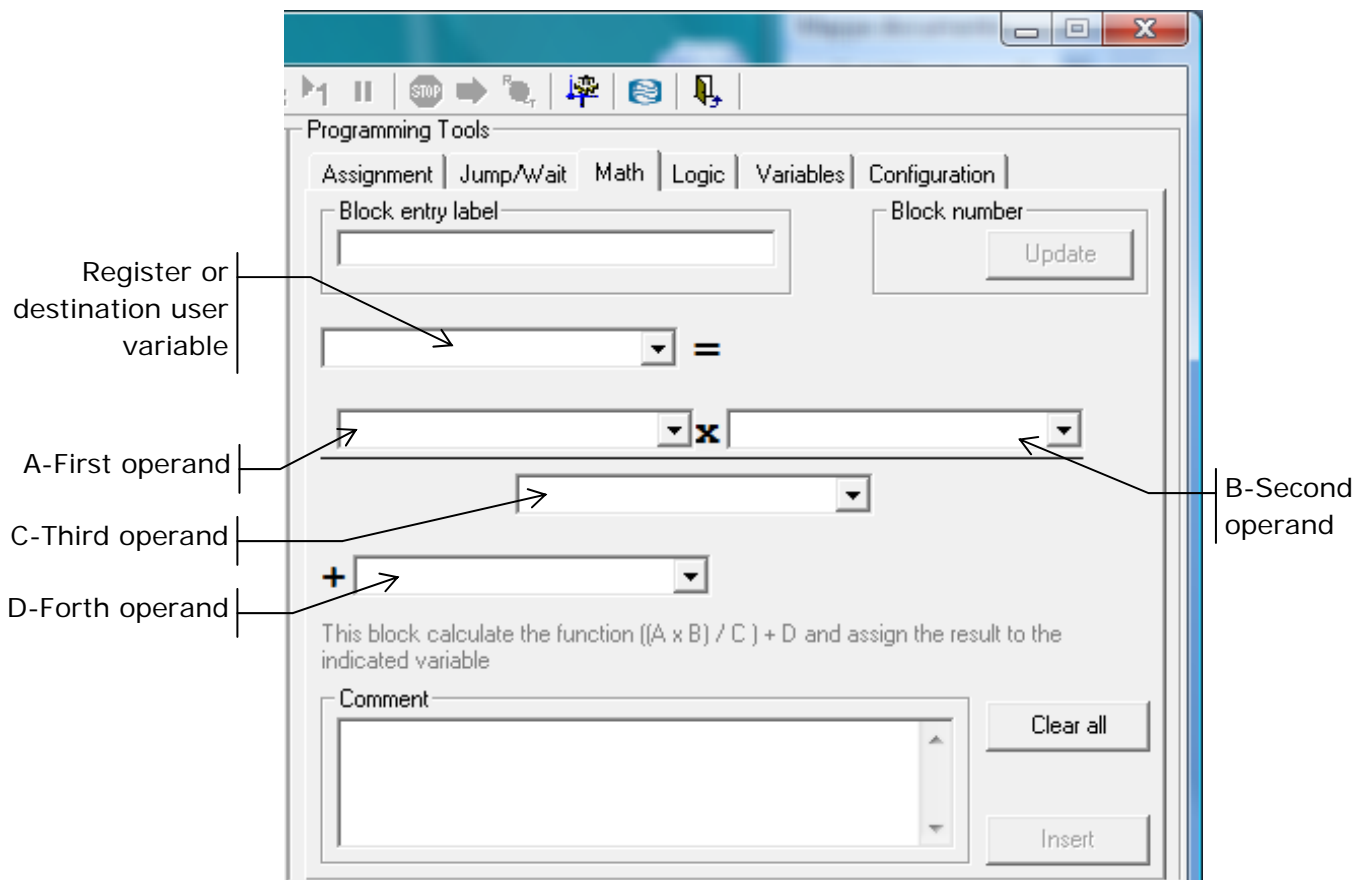 STOP
Programming Tools
Assignment Jump/Wait Math Logic Variables Configuration
Block entry label
Block number
Update
Register or
destination user
variable
=
x
A-First operand
B-Second
operand
C-Third operand
+
D-Forth operand
This block calculate the function ((A x B) / C ) + D and assign the result to the
indicated variable
Comment
Clear all
Insert